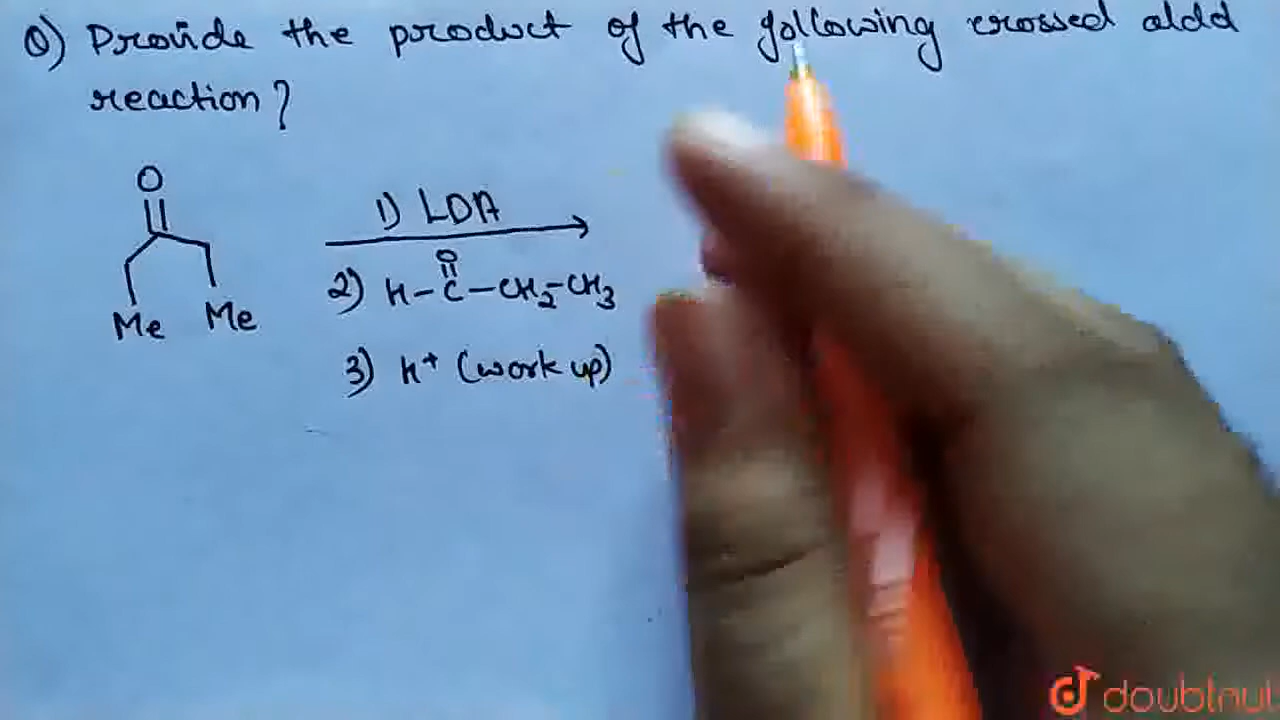 Q) Provide the product of the following crossed aldd
reaction?
O
Me Me
1) LDA
O
2) H-C-CH2-CH3
3) H+ (work up)
doubtnut